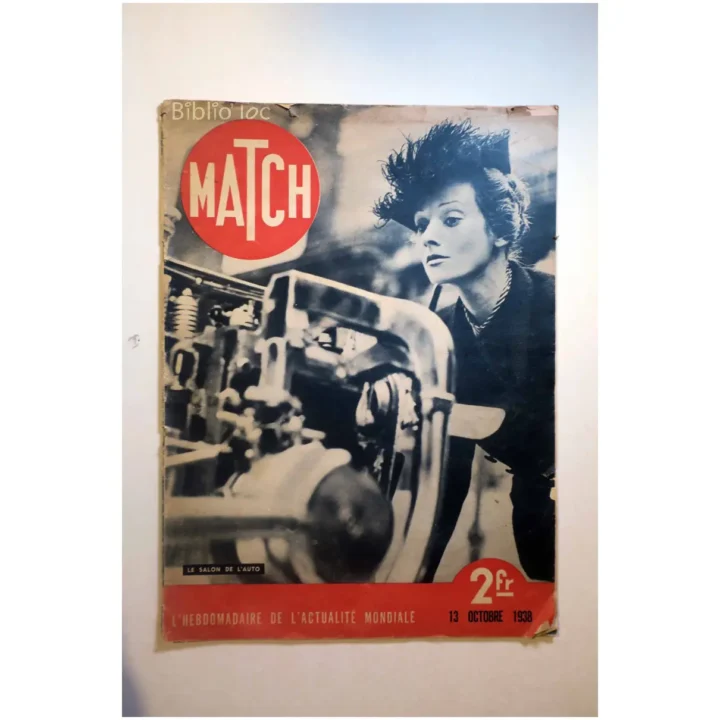 Biblio loc
MATCH
LE SALON DE L'AUTO
2fr
L'HEBDOMADAIRE DE L'ACTUALITÉ MONDIALE
13 OCTOBRE 1938